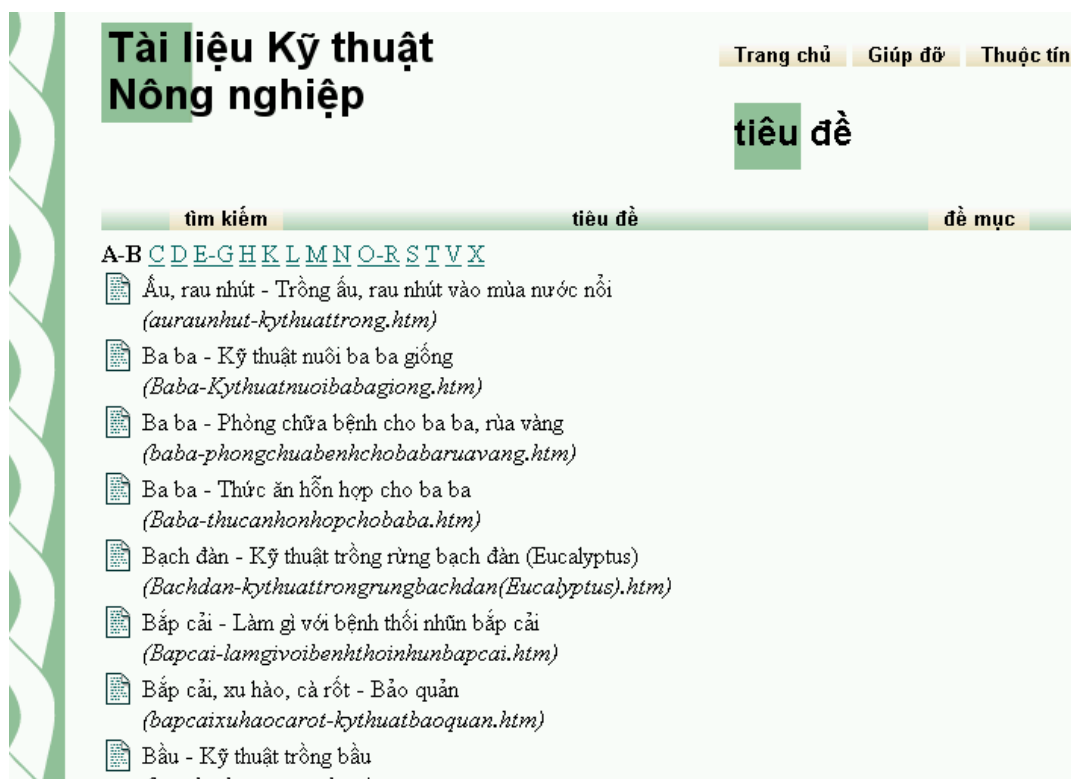 Tài liệu Kỹ thuật
Nông nghiệp
Trang chủ Giúp đỡ Thuộc tín
tiêu đề
tìm kiếm tiêu đề đề mục
A-B C D E-G H K L M N O-R S T V X
Ấu, rau nhút - Trồng ấu, rau nhút vào mùa nước nổi
(auraunhut-kythuattrong.htm)
Ba ba - Kỹ thuật nuôi ba ba giống
(Baba-Kythuatnuoibabagiong.htm)
Ba ba - Phòng chữa bệnh cho ba ba, rùa vàng
(baba-phongchuabenhchobabaruavang.htm)
Ba ba - Thức ăn hỗn hợp cho ba ba
(Baba-thucanhonhopchobaba.htm)
Bạch đàn - Kỹ thuật trồng rừng bạch đàn (Eucalyptus)
(Bachdan-kythuattrongrungbachdan(Eucalyptus).htm)
Bắp cải - Làm gì với bệnh thối nhũn bắp cải
(Bapcai-lamgivoibenhthoinhunbapcai.htm)
Bắp cải, xu hào, cà rốt - Bảo quản
(bapcaixuhaocarot-kythuatbaoquan.htm)
Bầu - Kỹ thuật trồng bầu